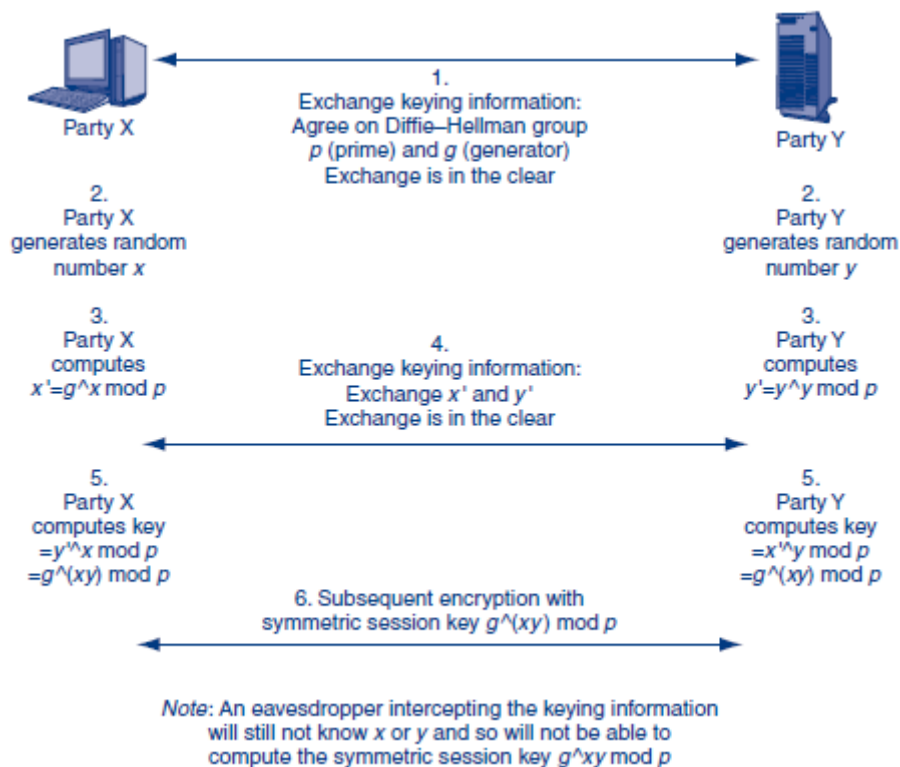 Party X
Party Y
1.
Exchange keying information:
Agree on Diffie–Hellman group
p (prime) and g (generator)
Exchange is in the clear
2.
Party X
generates random
number x
2.
Party Y
generates random
number y
3.
Party X
computes
x'=g^x mod p
3.
Party Y
computes
y'=y^y mod p
4.
Exchange keying information:
Exchange x' and y'
Exchange is in the clear
5.
Party X
computes key
=y'^x mod p
=g^(xy) mod p
5.
Party Y
computes key
=x'^y mod p
=g^(xy) mod p
6. Subsequent encryption with
symmetric session key g^(xy) mod p
Note: An eavesdropper intercepting the keying information
will still not know x or y and so will not be able to
compute the symmetric session key g^xy mod p